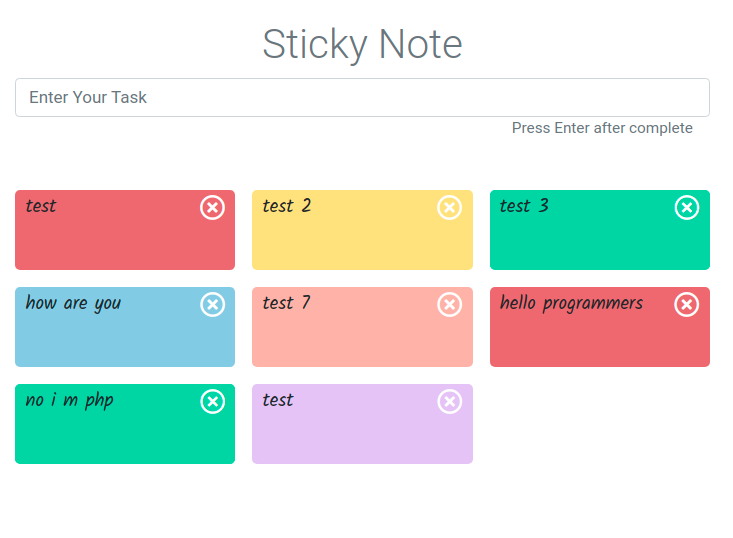 Sticky Note
Enter Your Task
Press Enter after complete
test
test 2
test 3
how are you
test 7
hello programmers
no i m php
test